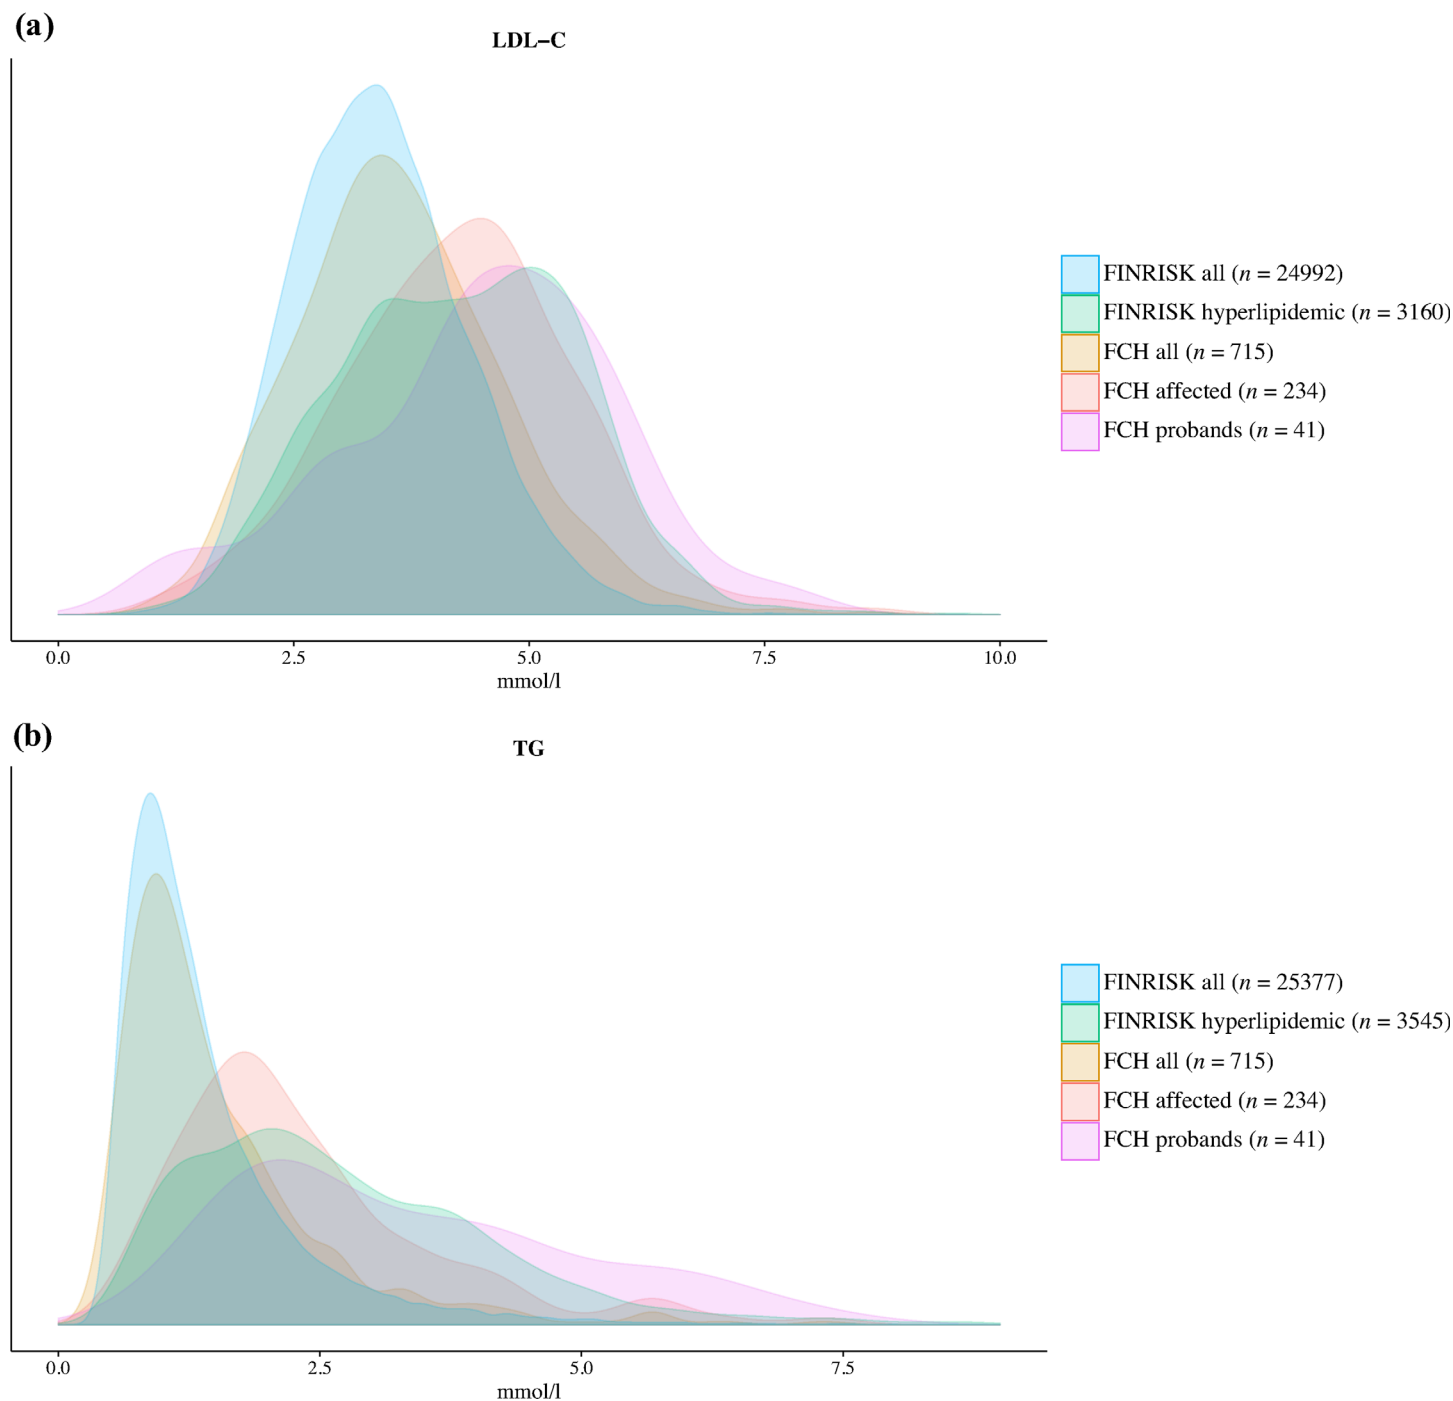 (a)
LDL–C
FINRISK all (n = 24992)
FINRISK hyperlipidemic (n = 3160)
FCH all (n = 715)
FCH affected (n = 234)
FCH probands (n = 41)
0.0 2.5 5.0 7.5 10.0
mmol/l
(b)
TG
FINRISK all (n = 25377)
FINRISK hyperlipidemic (n = 3545)
FCH all (n = 715)
FCH affected (n = 234)
FCH probands (n = 41)
0.0 2.5 5.0 7.5
mmol/l